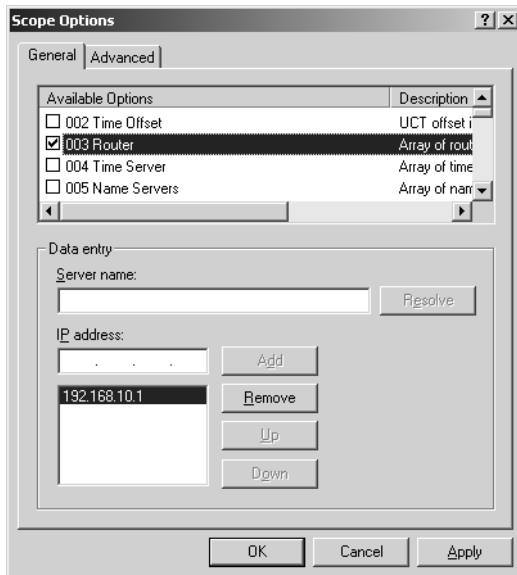 Scope Options
General Advanced
Available Options Description
002 Time Offset UCT offset i
003 Router Array of rout
004 Time Server Array of time
005 Name Servers Array of nam
Data entry
Server name:
Resolve
IP address:
. . . Add
192.168.10.1 Remove
Up
Down
OK Cancel Apply